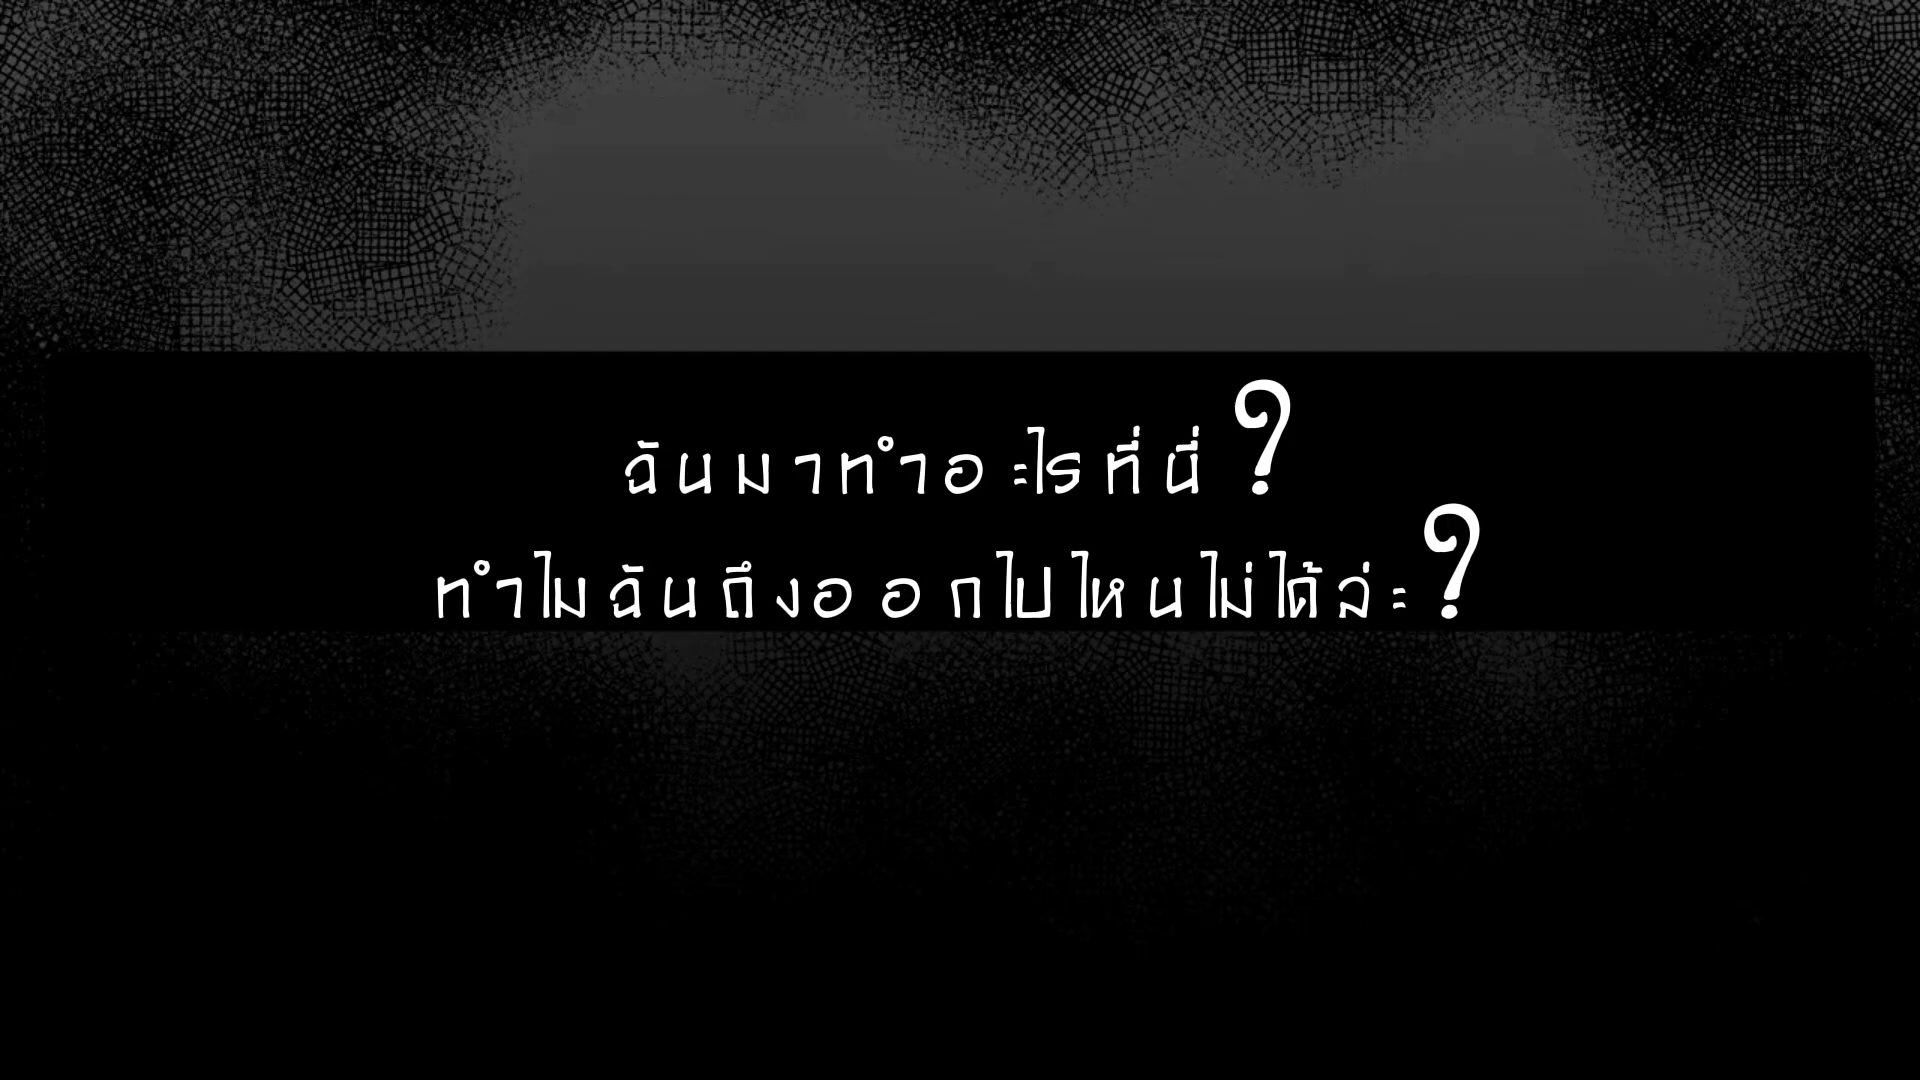 ฉันมาทำอะไรที่นี่ ?
ทำไมฉันถึงออกไปไหนไม่ได้ล่ะ?